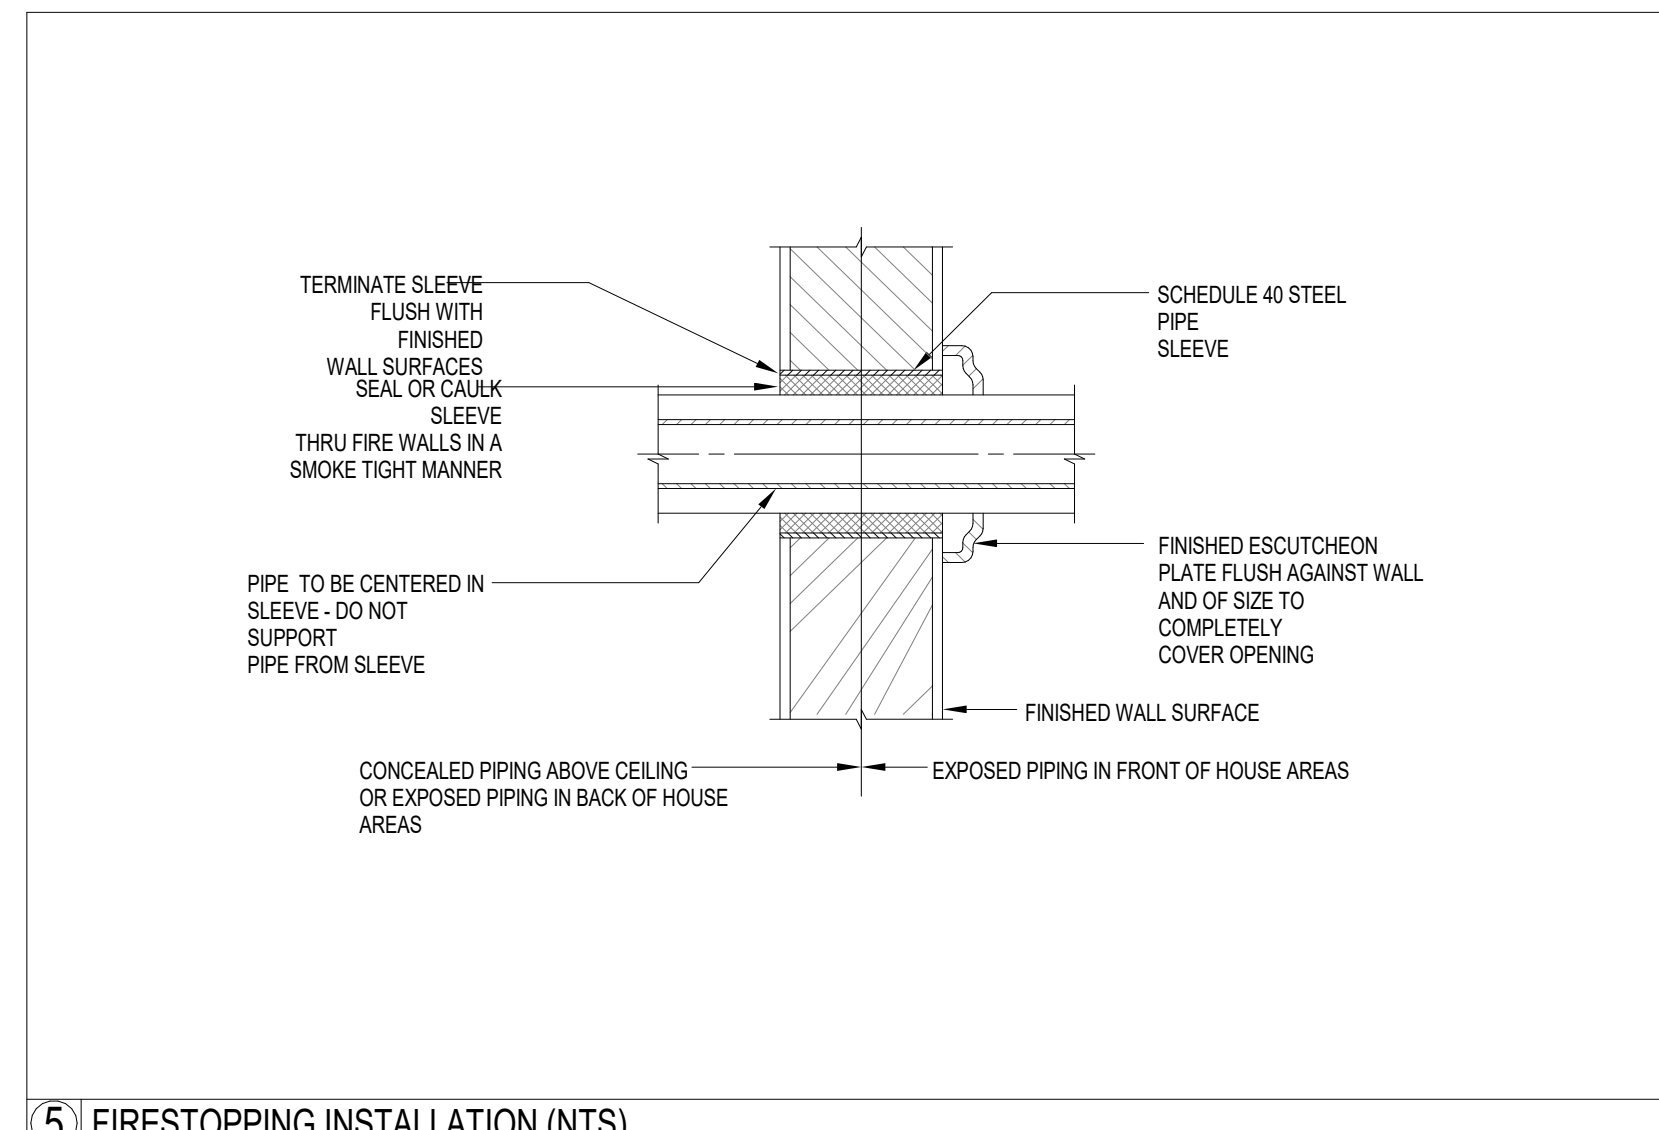 TERMINATE SLEEVE
FLUSH WITH
FINISHED
WALL SURFACES
SEAL OR CAULK
SLEEVE
THRU FIRE WALLS IN A
SMOKE TIGHT MANNER
PIPE TO BE CENTERED IN
SLEEVE - DO NOT
SUPPORT
PIPE FROM SLEEVE
SCHEDULE 40 STEEL
PIPE
SLEEVE
FINISHED ESCUTCHEON
PLATE FLUSH AGAINST WALL
AND OF SIZE TO
COMPLETELY
COVER OPENING
FINISHED WALL SURFACE
CONCEALED PIPING ABOVE CEILING
OR EXPOSED PIPING IN BACK OF HOUSE
AREAS
EXPOSED PIPING IN FRONT OF HOUSE AREAS
5 FIRESTOPPING INSTALLATION (NTS)